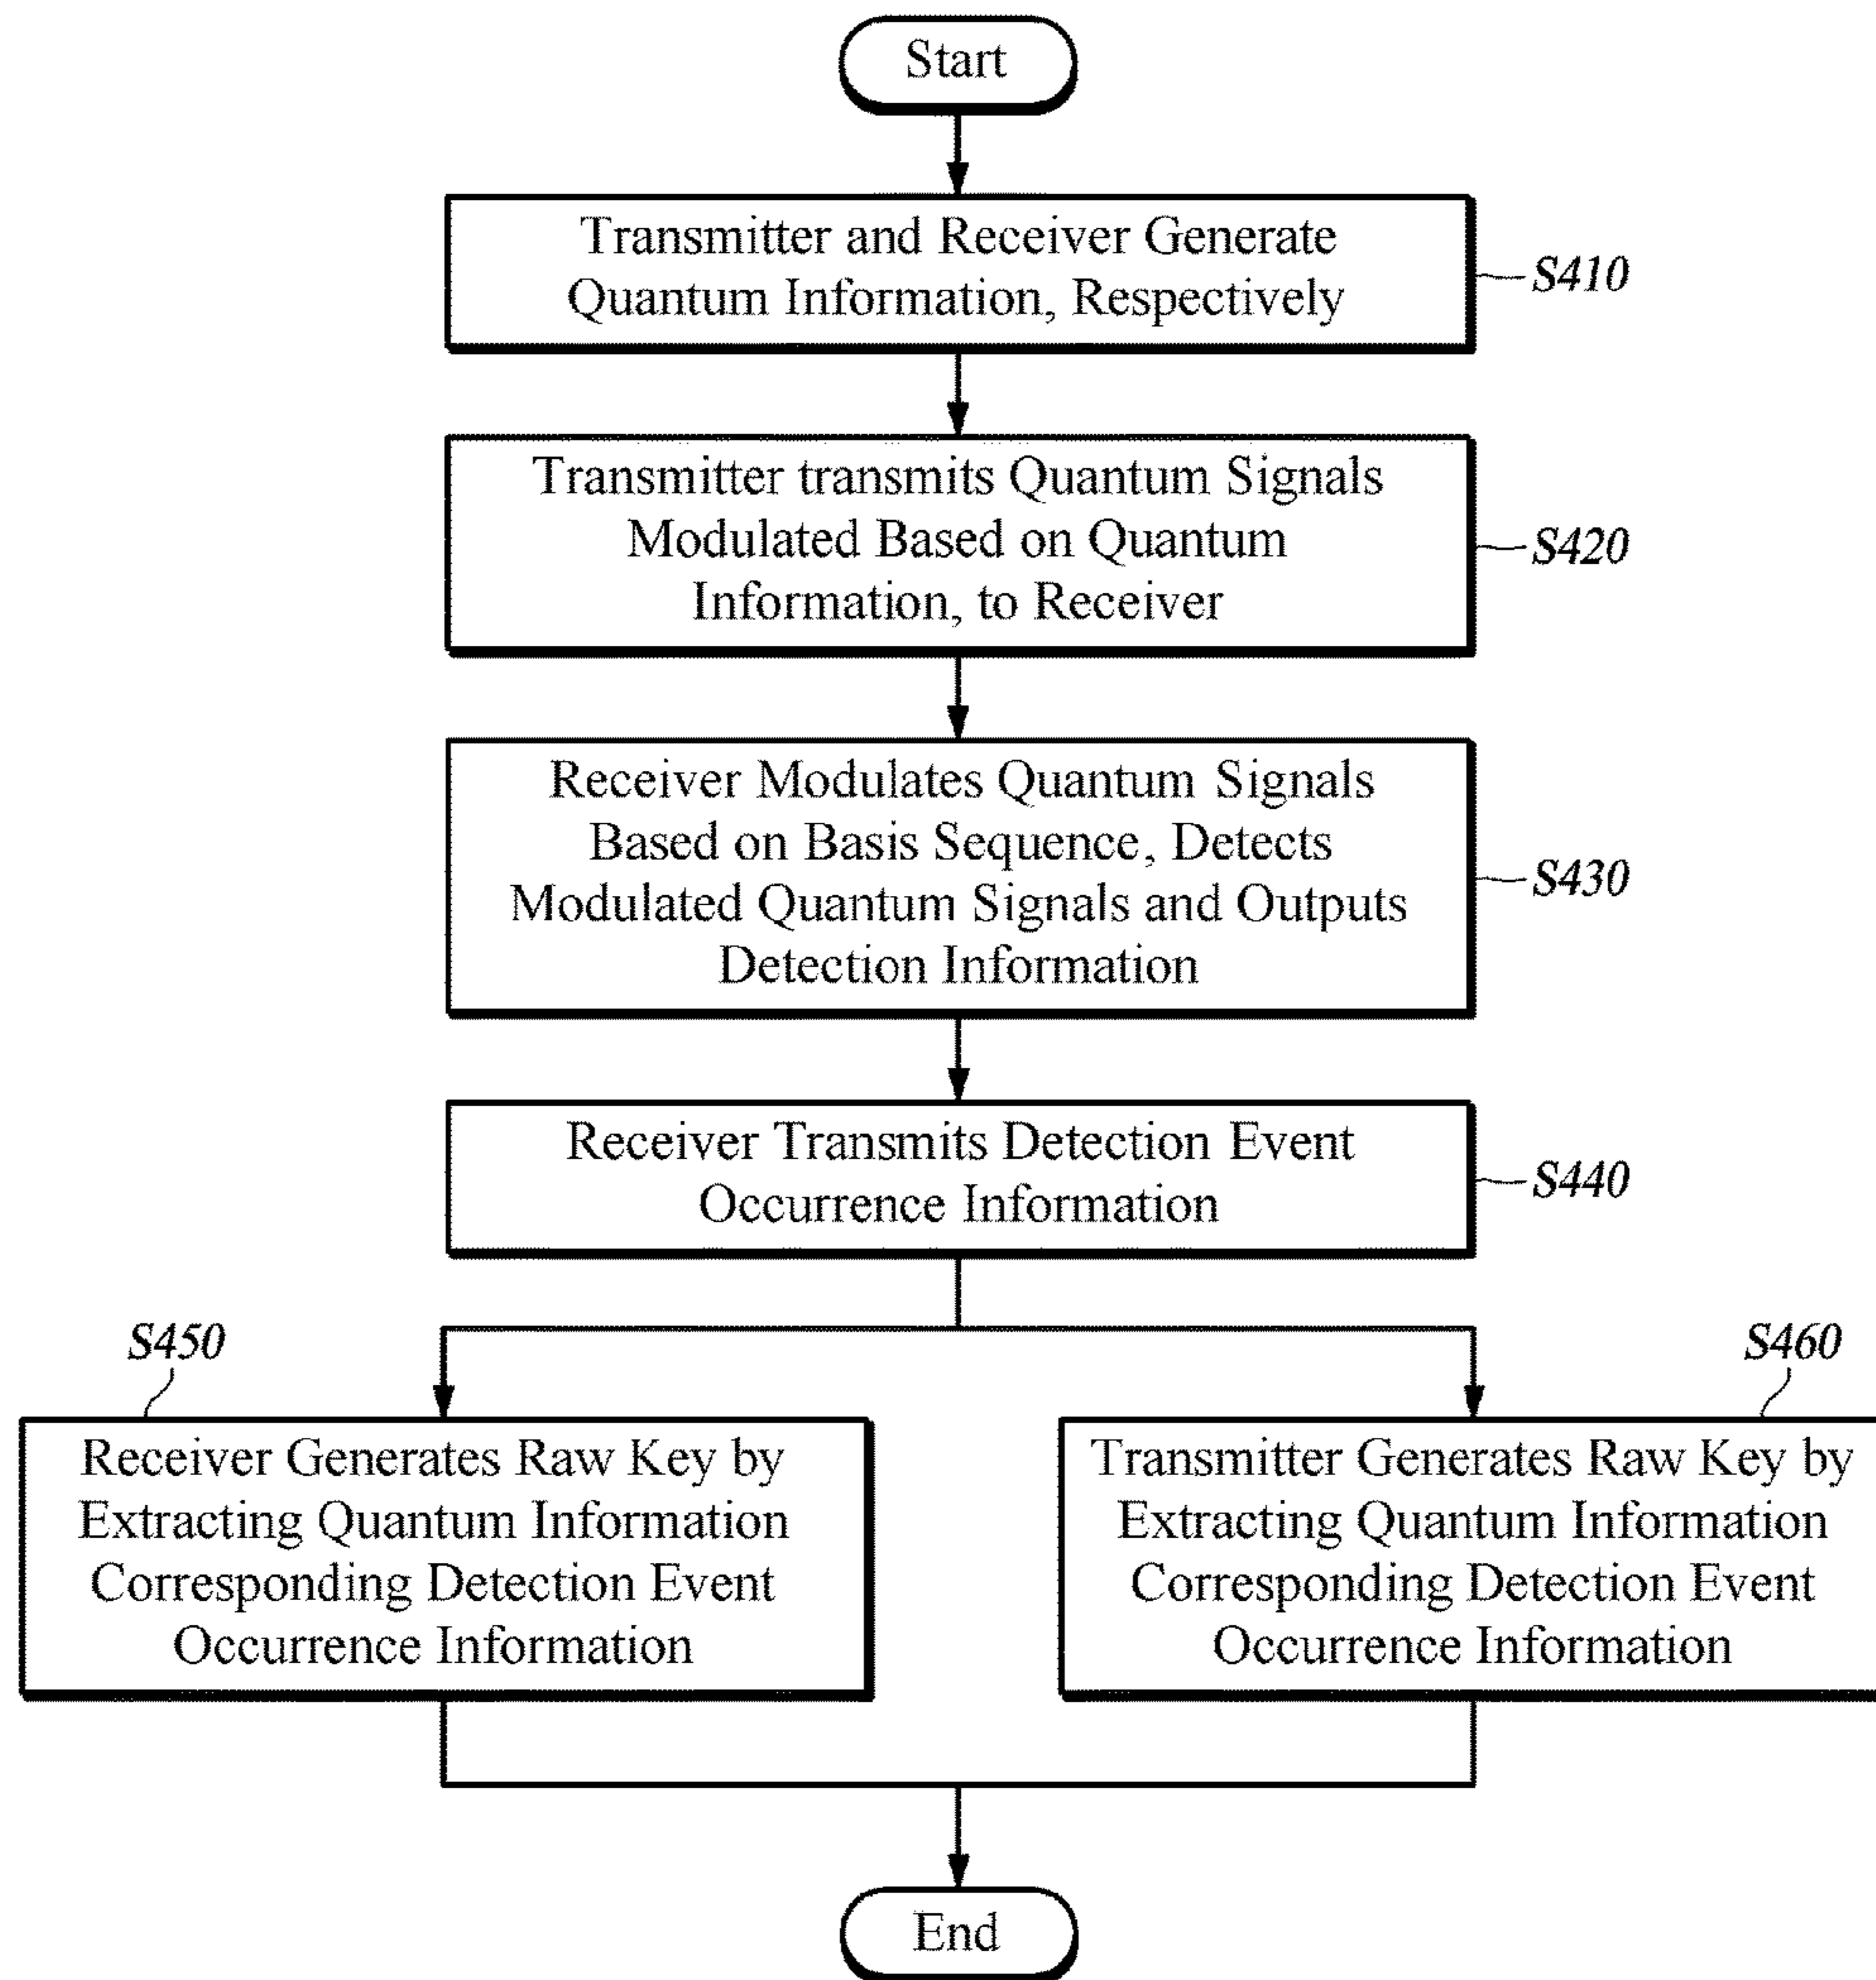 Start
Transmitter and Receiver Generate
Quantum Information, Respectively
S410
Transmitter transmits Quantum Signals
Modulated Based on Quantum
Information, to Receiver
S420
Receiver Modulates Quantum Signals
Based on Basis Sequence, Detects
Modulated Quantum Signals and Outputs
Detection Information
S430
Receiver Transmits Detection Event
Occurrence Information
S440
S450
Receiver Generates Raw Key by
Extracting Quantum Information
Corresponding Detection Event
Occurrence Information
S460
Transmitter Generates Raw Key by
Extracting Quantum Information
Corresponding Detection Event
Occurrence Information
End